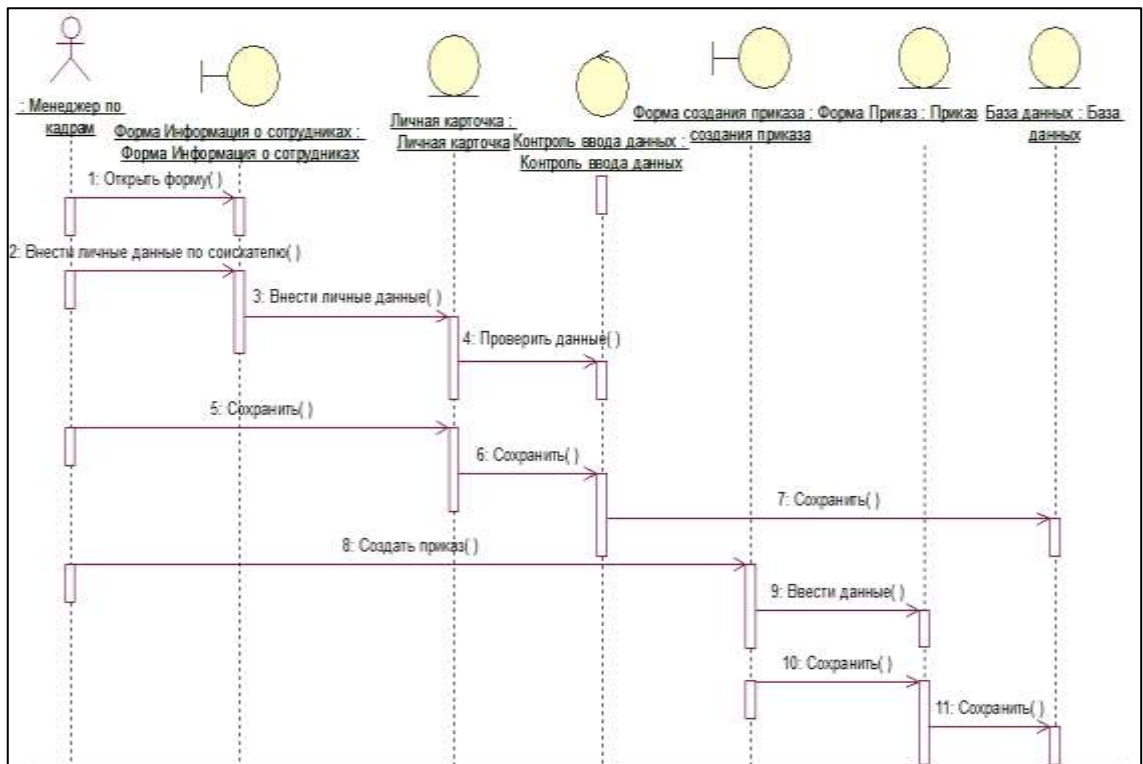 : Менеджер по
кадрам
Форма Информация о сотрудниках :
Форма Информация о сотрудниках
Личная карточка :
Личная карточка
Контроль ввода данных :
Контроль ввода данных
Форма создания приказа : Форма
создания приказа
Приказ : Приказ
База данных : База
данных
1: Открыть форму( )
2: Внести личные данные по соискателю( )
3: Внести личные данные( )
4: Проверить данные( )
5: Сохранить( )
6: Сохранить( )
7: Сохранить( )
8: Создать приказ( )
9: Ввести данные( )
10: Сохранить( )
11: Сохранить( )